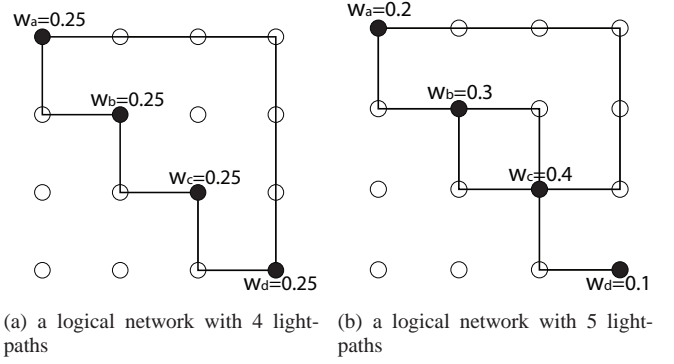 wa=0.25
wb=0.25
wc=0.25
wd=0.25
(a) a logical network with 4 light-
paths
wa=0.2
wb=0.3
wc=0.4
wd=0.1
(b) a logical network with 5 light-
paths